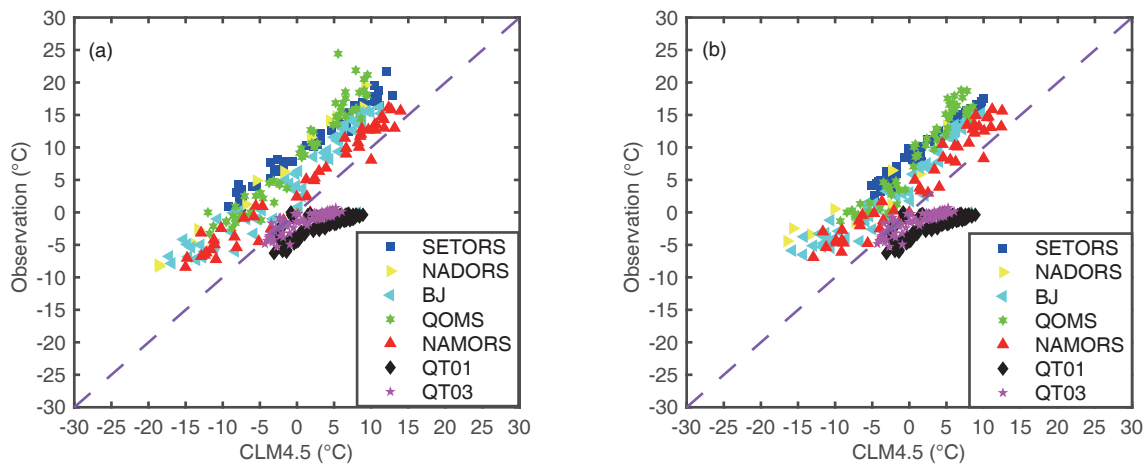 30
25
20
15
10
5
0
-5
-10
-15
-20
-25
-30
Observation (°C)
(a)
SETORS
NADORS
BJ
QOMS
NAMORS
QT01
QT03
-30 -25 -20 -15 -10 -5 0 5 10 15 20 25 30
CLM4.5 (°C)
30
25
20
15
10
5
0
-5
-10
-15
-20
-25
-30
Observation (°C)
(b)
SETORS
NADORS
BJ
QOMS
NAMORS
QT01
QT03
-30 -25 -20 -15 -10 -5 0 5 10 15 20 25 30
CLM4.5 (°C)